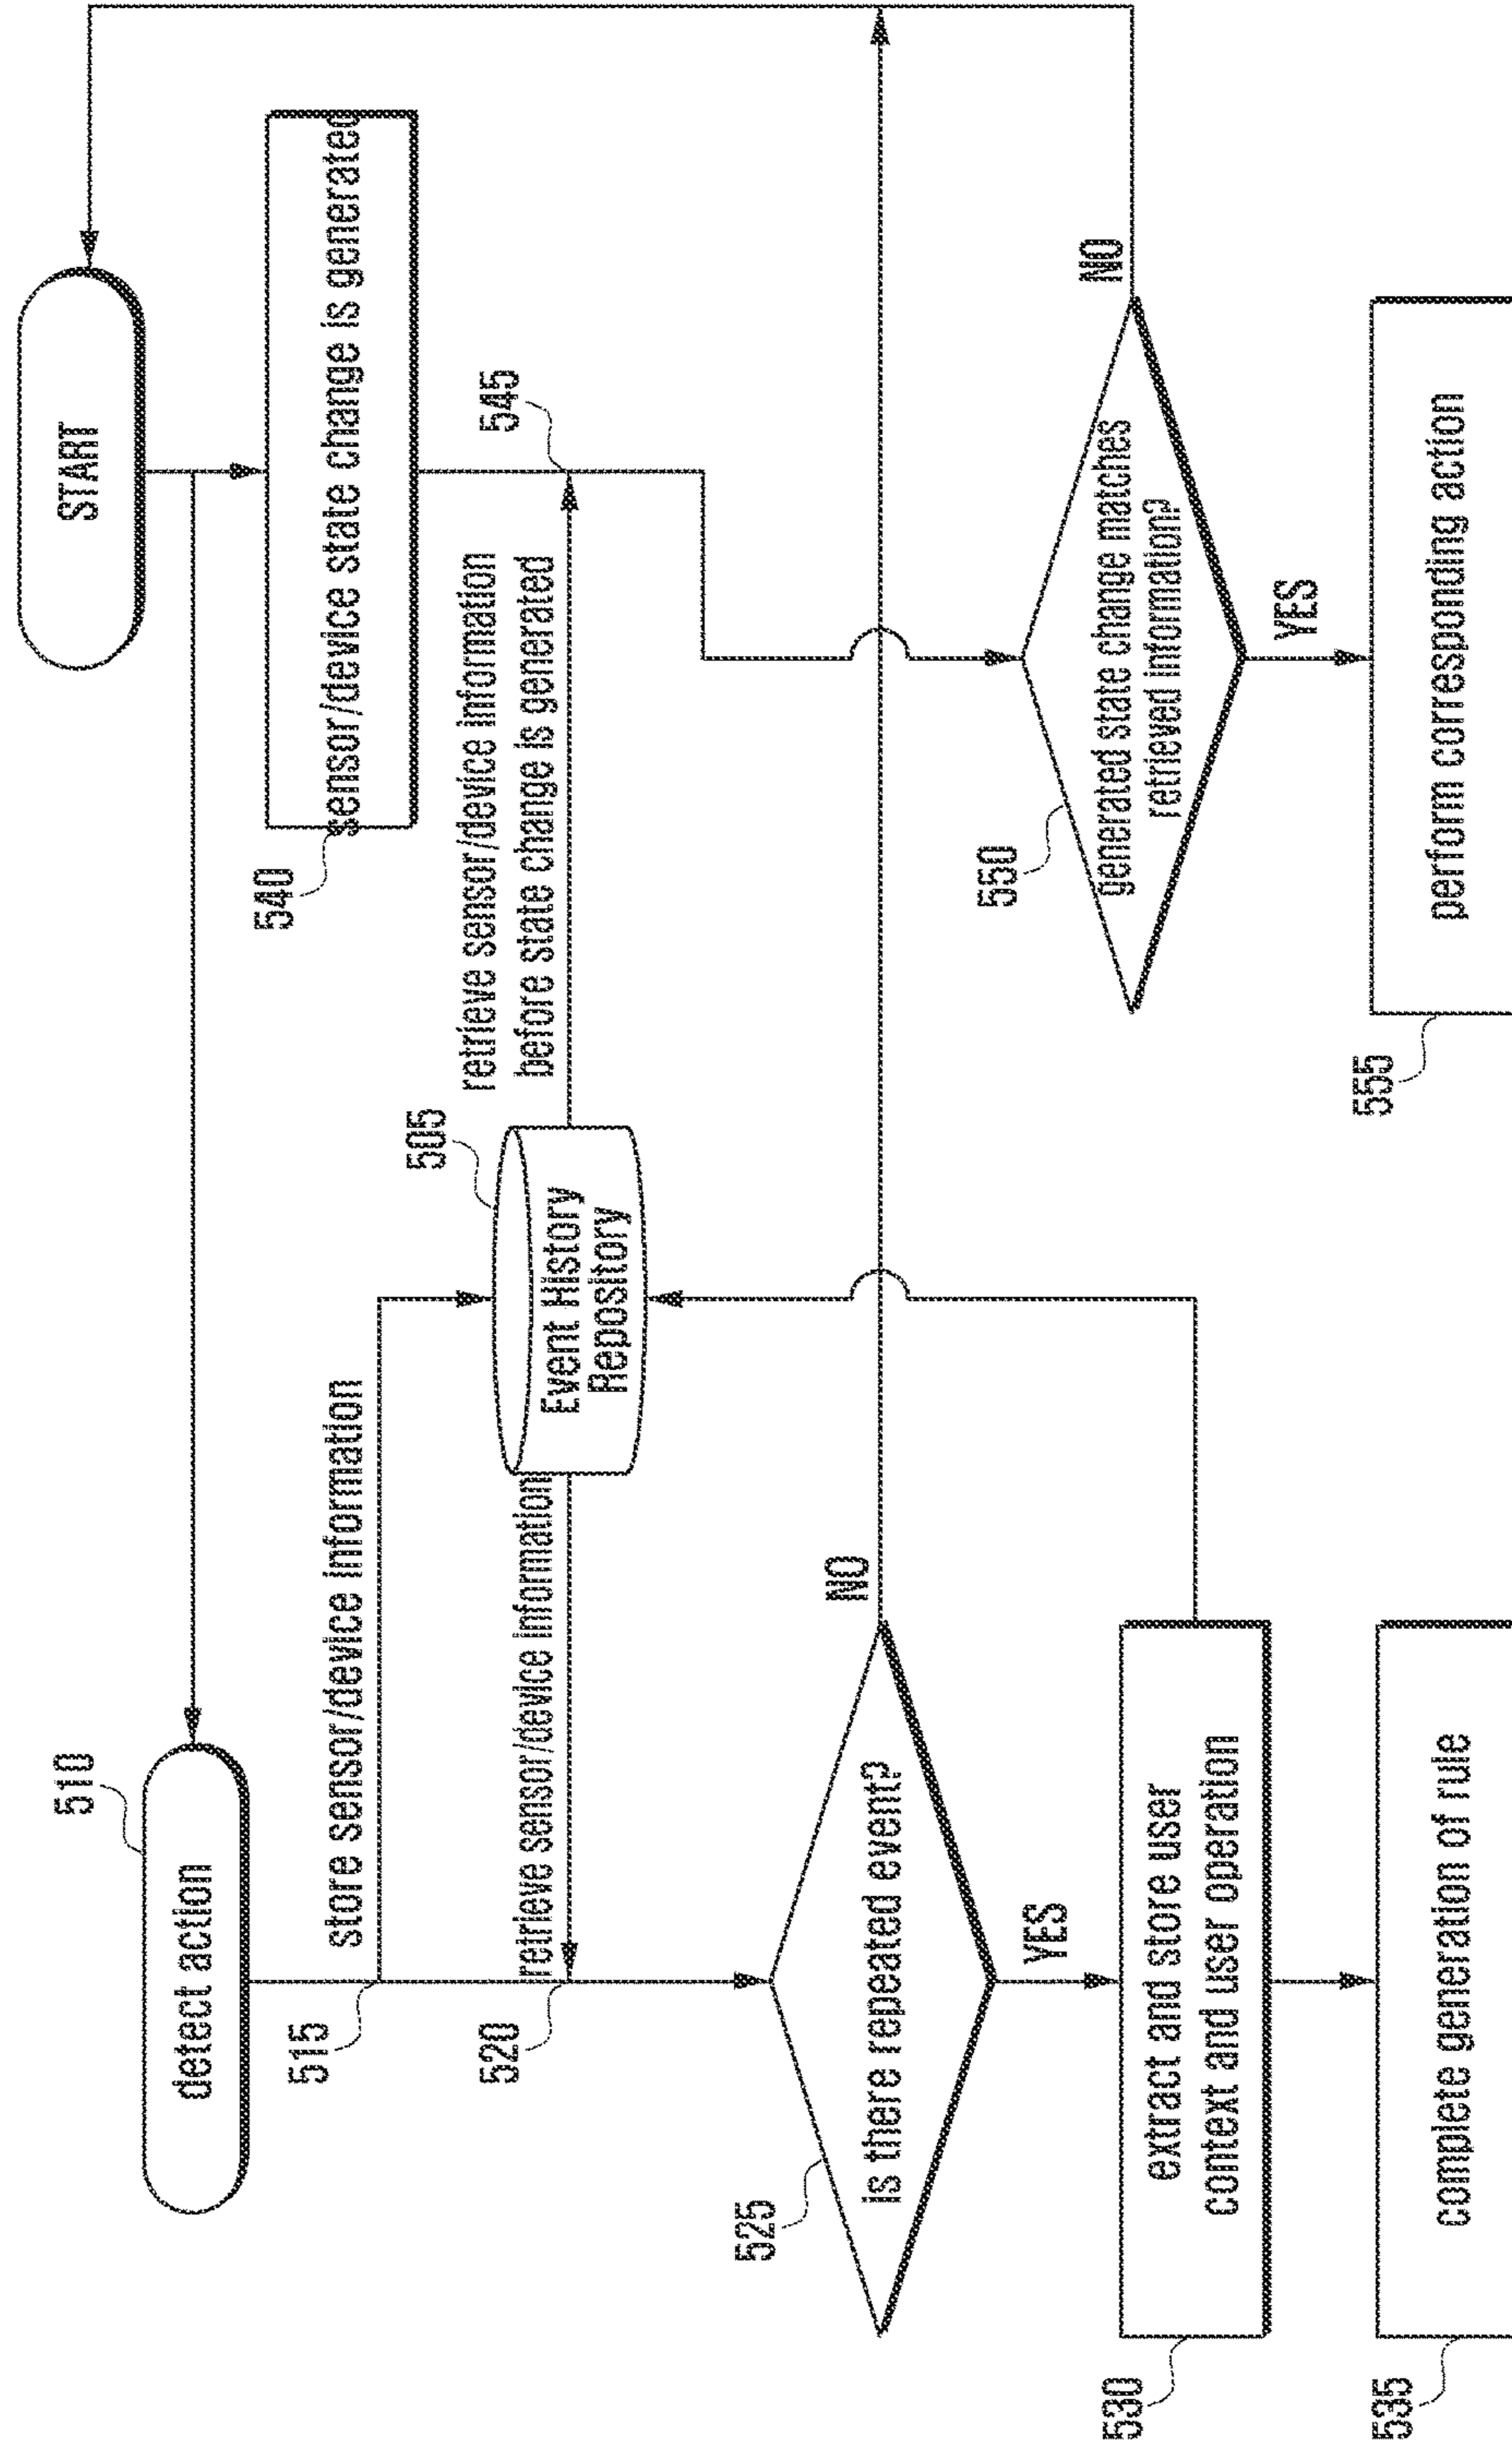 START
510
detect action
540
sensor/device state change is generated
515
store sensor/device information
505
Event History
Repository
520
retrieve sensor/device information
retrieve sensor/device information
before state change is generated
545
525
is there repeated event?
NO
YES
530
extract and store user
context and user operation
535
complete generation of rule
550
generated state change matches
retrieved information?
NO
YES
555
perform corresponding action